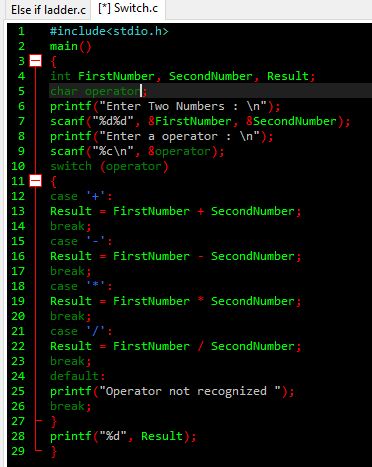 Else if ladder.c [*] Switch.c
1 #include<stdio.h>
2 main()
3 {
4 int FirstNumber, SecondNumber, Result;
5 char operator;
6 printf("Enter Two Numbers : \n");
7 scanf("%d%d", &FirstNumber, &SecondNumber);
8 printf("Enter a operator : \n");
9 scanf("%c\n", &operator);
10 switch (operator)
11 {
12 case '+':
13 Result = FirstNumber + SecondNumber;
14 break;
15 case '-':
16 Result = FirstNumber - SecondNumber;
17 break;
18 case '*':
19 Result = FirstNumber * SecondNumber;
20 break;
21 case '/':
22 Result = FirstNumber / SecondNumber;
23 break;
24 default:
25 printf("Operator not recognized ");
26 break;
27 }
28 printf("%d", Result);
29 }